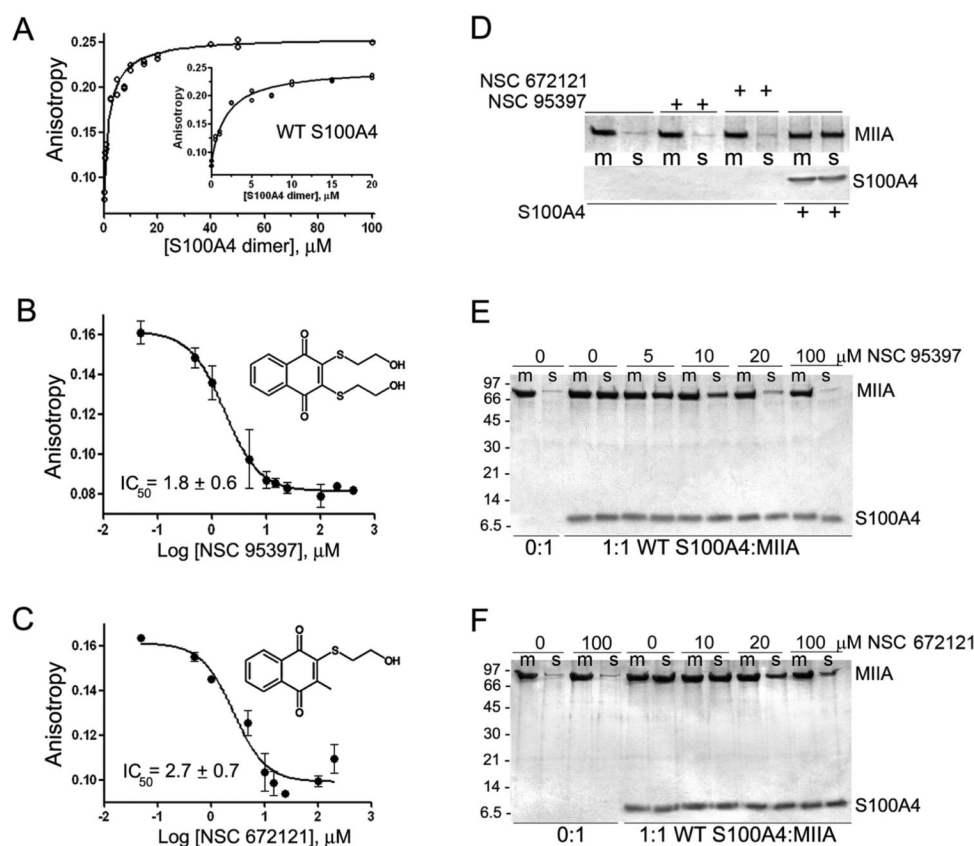 A
Anisotropy
0.25
0.20
0.15
0.10
0 20 40 60 80 100
[S100A4 dimer], μM
Anisotropy
0.25
0.20
0.15
0.10
0 5 10 15 20
[S100A4 dimer], μM
WT S100A4
B
Anisotropy
0.16
0.14
0.12
0.10
0.08
O
S
OH
OH
S
O
IC50= 1.8 ± 0.6
-2 -1 0 1 2 3
Log [NSC 95397], μM
C
Anisotropy
0.16
0.14
0.12
0.10
O
S
OH
O
IC50= 2.7 ± 0.7
-2 -1 0 1 2 3
Log [NSC 672121], μM
D
NSC 672121 + +
NSC 95397 + +
MIIA
m s m s m s m s
S100A4
S100A4 + +
E
0 0 5 10 20 100 μM NSC 95397
m s m s m s m s m s m s
97
66
45
30
21
14
6.5
MIIA
S100A4
0:1 1:1 WT S100A4:MIIA
F
0 100 0 10 20 100 μM NSC 672121
m s m s m s m s m s m s
97
66
45
30
21
14
6.5
MIIA
S100A4
0:1 1:1 WT S100A4:MIIA